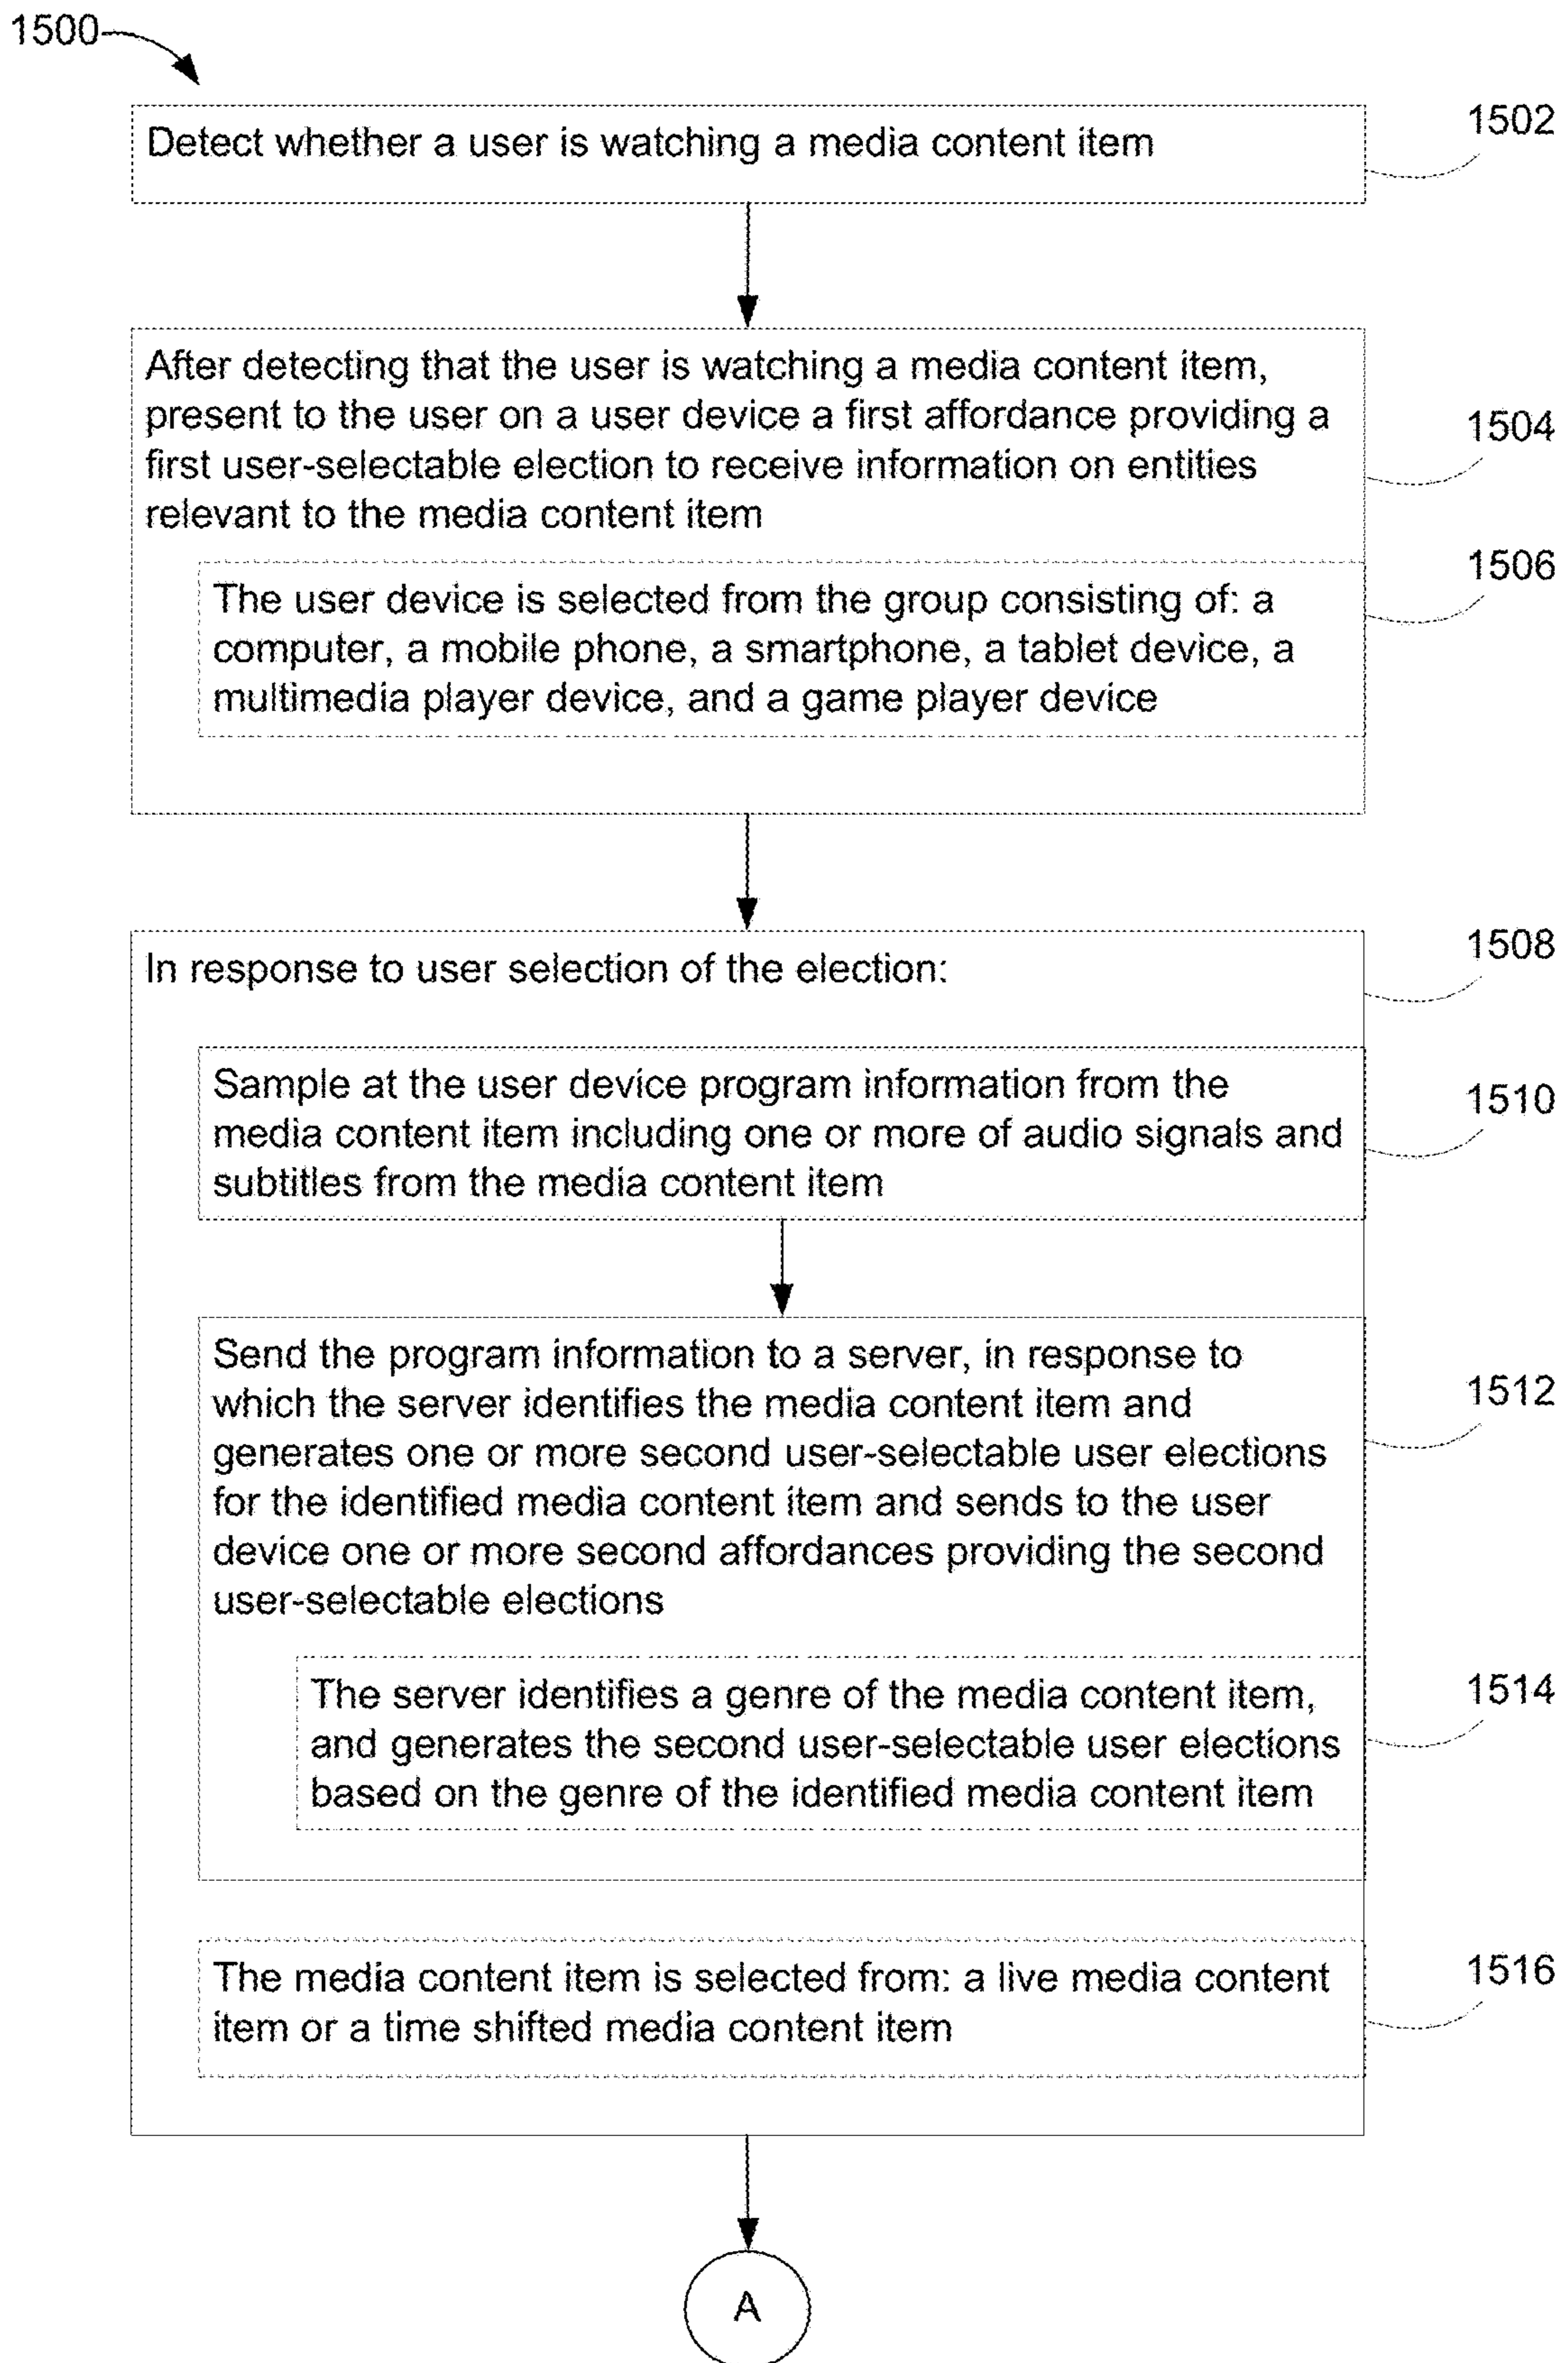 1500
Detect whether a user is watching a media content item
1502
After detecting that the user is watching a media content item,
present to the user on a user device a first affordance providing a
first user-selectable election to receive information on entities
relevant to the media content item
1504
The user device is selected from the group consisting of: a
computer, a mobile phone, a smartphone, a tablet device, a
multimedia player device, and a game player device
1506
In response to user selection of the election:
1508
Sample at the user device program information from the
media content item including one or more of audio signals and
subtitles from the media content item
1510
Send the program information to a server, in response to
which the server identifies the media content item and
generates one or more second user-selectable user elections
for the identified media content item and sends to the user
device one or more second affordances providing the second
user-selectable elections
1512
The server identifies a genre of the media content item,
and generates the second user-selectable user elections
based on the genre of the identified media content item
1514
The media content item is selected from: a live media content
item or a time shifted media content item
1516
A